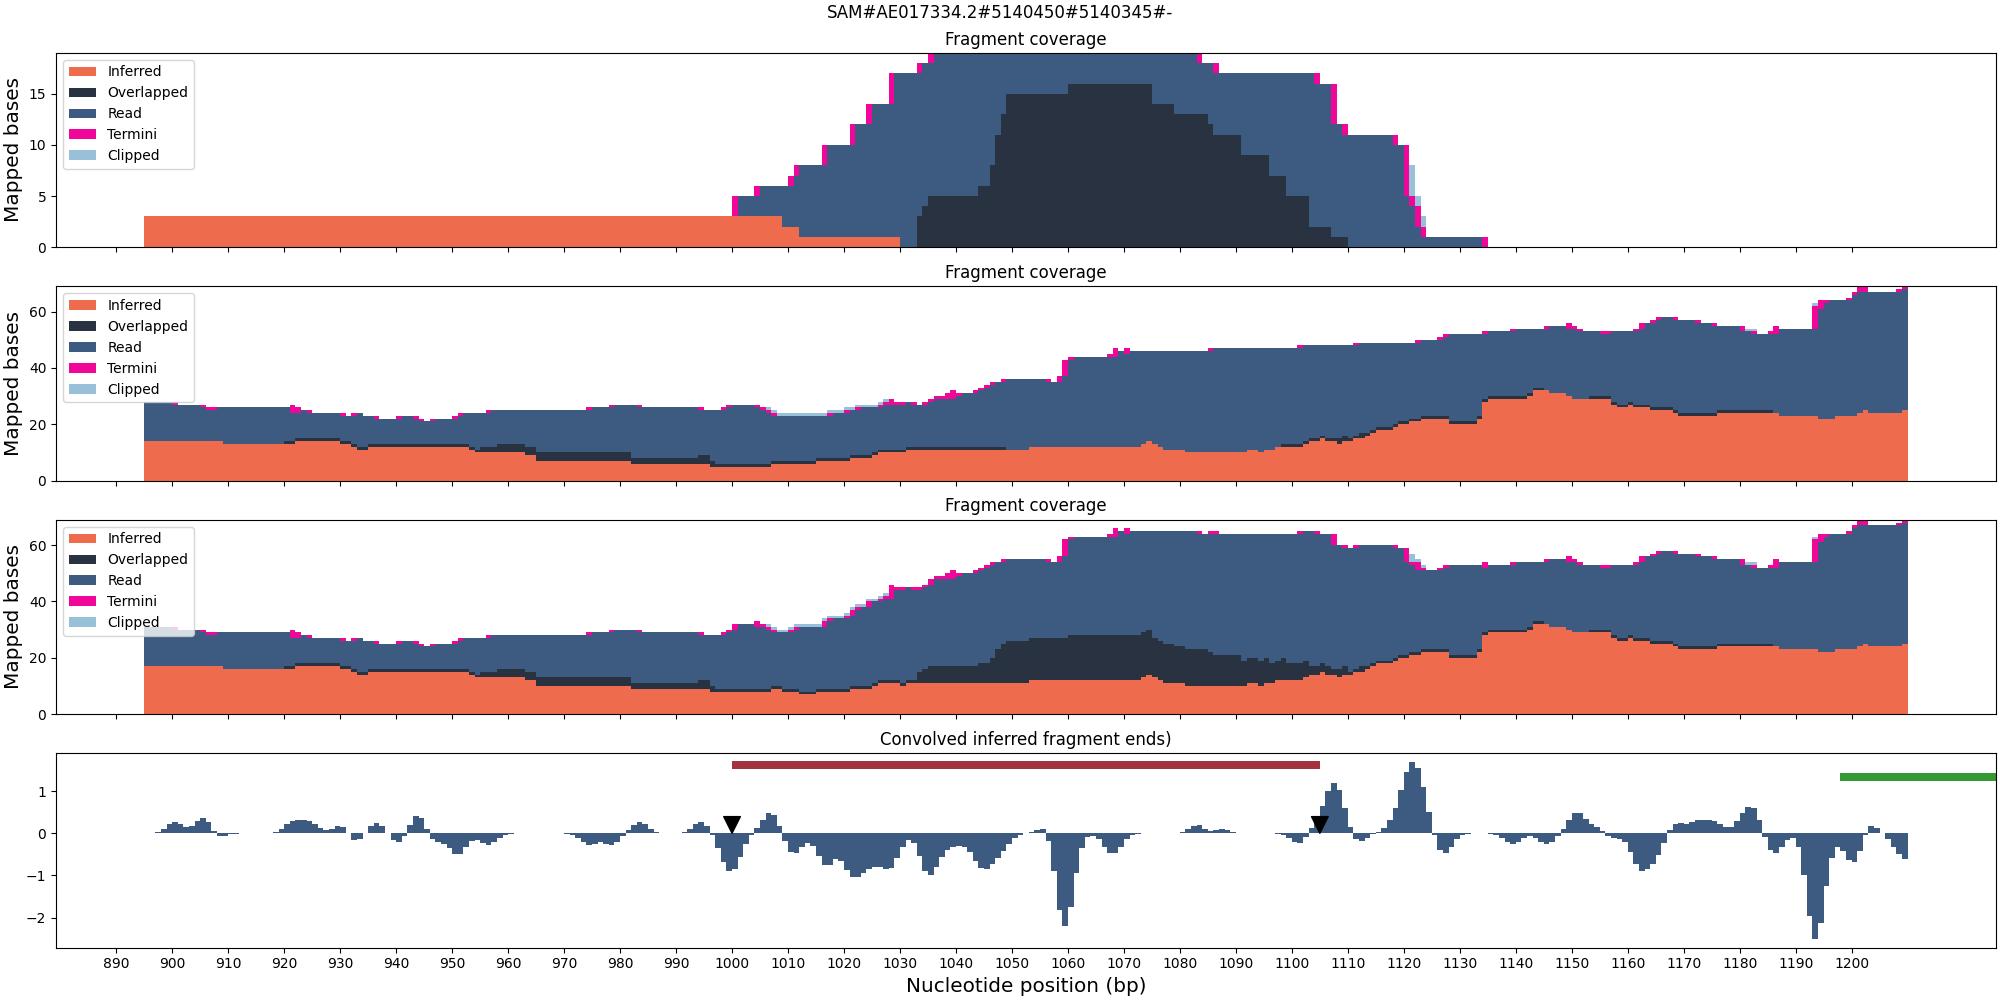 SAM#AE017334.2#5140450#5140345#-
Fragment coverage
Mapped bases
15
10
5
0
Inferred
Overlapped
Read
Termini
Clipped
Fragment coverage
Mapped bases
60
40
20
0
Inferred
Overlapped
Read
Termini
Clipped
Fragment coverage
Mapped bases
60
40
20
0
Inferred
Overlapped
Read
Termini
Clipped
Convolved inferred fragment ends)
1
0
−1
−2
890 900 910 920 930 940 950 960 970 980 990 1000 1010 1020 1030 1040 1050 1060 1070 1080 1090 1100 1110 1120 1130 1140 1150 1160 1170 1180 1190 1200
Nucleotide position (bp)